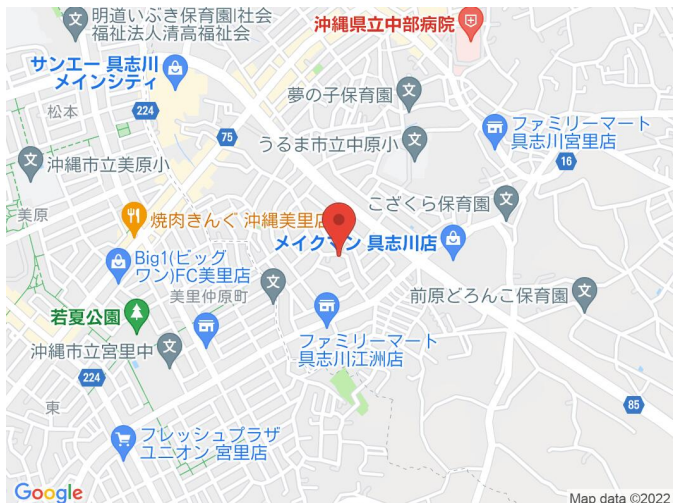 明道いぶき保育園|社会
福祉法人清高福祉会
沖縄県立中部病院
サンエー 具志川
メインシティ
夢の子保育園
松本
224
75
ファミリーマート
具志川宮里店
うるま市立中原小
16
沖縄市立美原小
こざくら保育園
美原
焼肉きんぐ 沖縄美里店
メイクマン 具志川店
Big1(ビッグ
ワン)FC美里店
美里仲原町
前原どろんこ保育園
若夏公園
ファミリーマート
具志川江洲店
沖縄市立宮里中
224
東
85
フレッシュプラザ
ユニオン 宮里店
Google
Map data ©2022